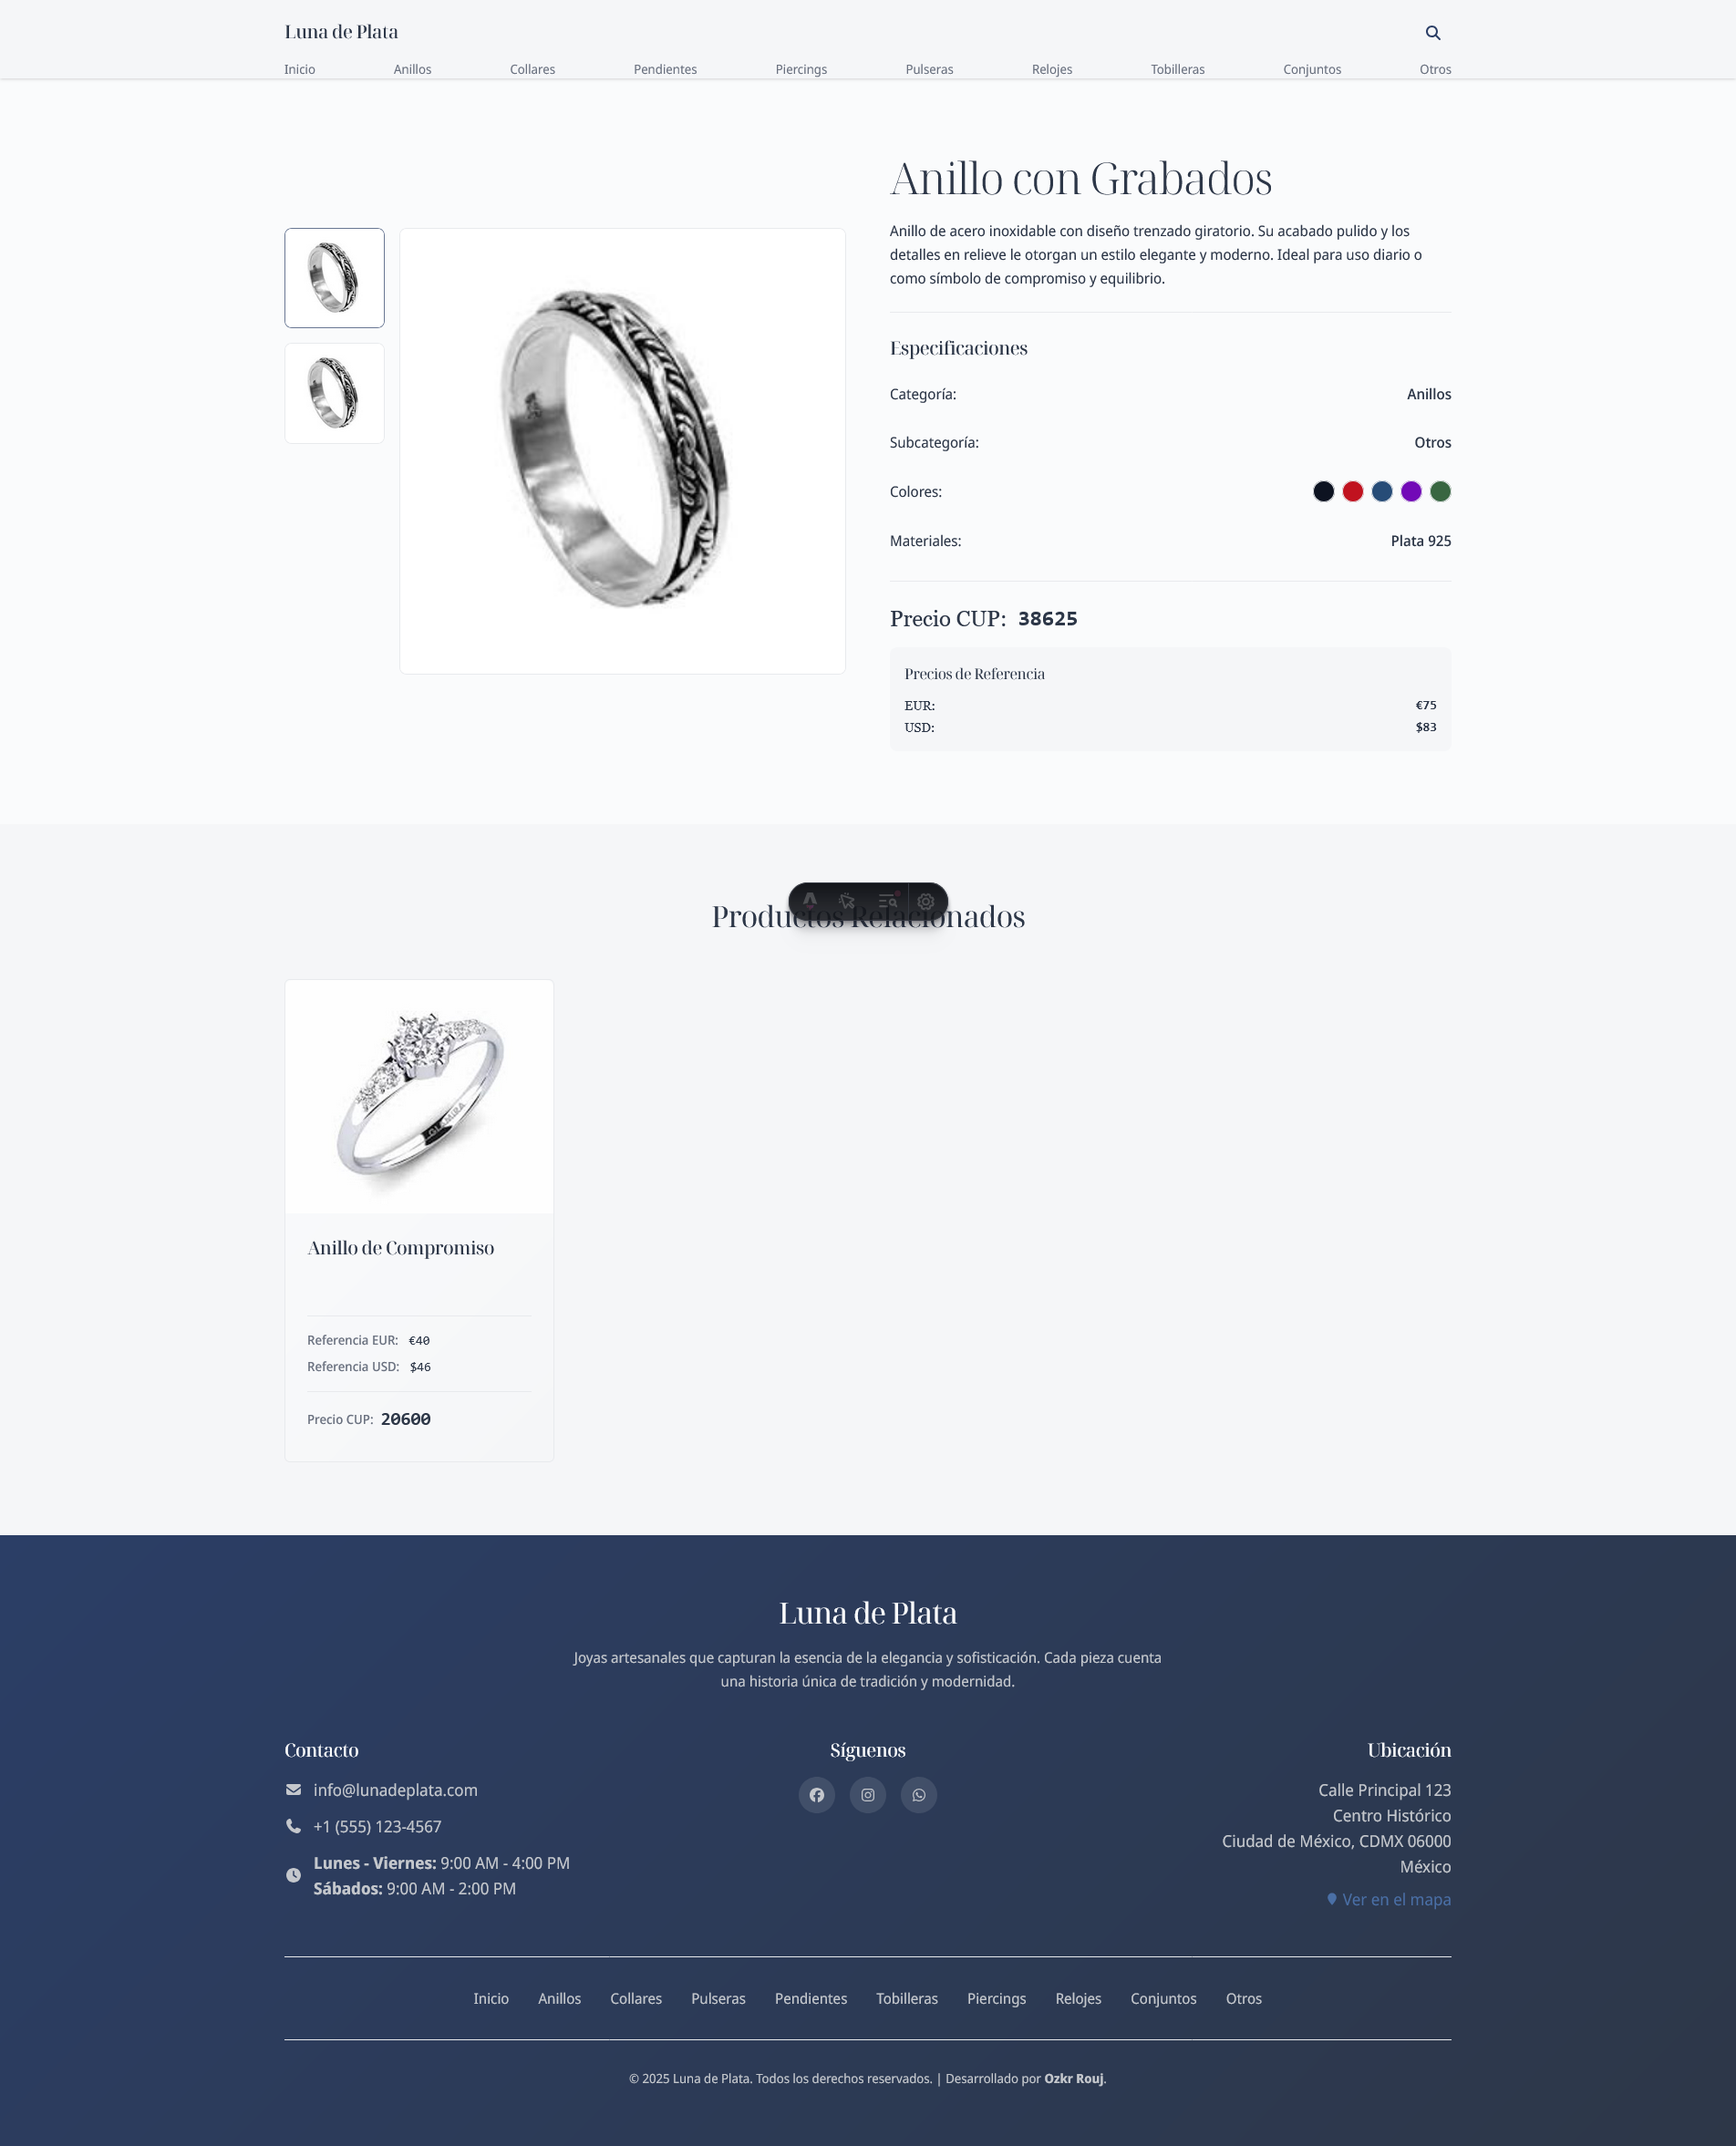 Luna de Plata
Inicio
Anillos
Collares
Pendientes
Piercings
Pulseras
Relojes
Tobilleras
Conjuntos
Otros
Anillo con Grabados
Anillo de acero inoxidable con diseño trenzado giratorio. Su acabado pulido y los
detalles en relieve le otorgan un estilo elegante y moderno. Ideal para uso diario o
como símbolo de compromiso y equilibrio.
Especificaciones
Categoría: Anillos
Subcategoría: Otros
Colores:
Materiales: Plata 925
Precio CUP: 38625
Precios de Referencia
EUR: €75
USD: $83
Productos Relacionados
GLAMIRA
Anillo de Compromiso
Referencia EUR: €40
Referencia USD: $46
Precio CUP: 20600
Luna de Plata
Joyas artesanales que capturan la esencia de la elegancia y sofisticación. Cada pieza cuenta
una historia única de tradición y modernidad.
Contacto
info@lunadeplata.com
+1 (555) 123-4567
Lunes - Viernes: 9:00 AM - 4:00 PM
Sábados: 9:00 AM - 2:00 PM
Síguenos
Ubicación
Calle Principal 123
Centro Histórico
Ciudad de México, CDMX 06000
México
Ver en el mapa
Inicio
Anillos
Collares
Pulseras
Pendientes
Tobilleras
Piercings
Relojes
Conjuntos
Otros
© 2025 Luna de Plata. Todos los derechos reservados. | Desarrollado por Ozkr Rouj.